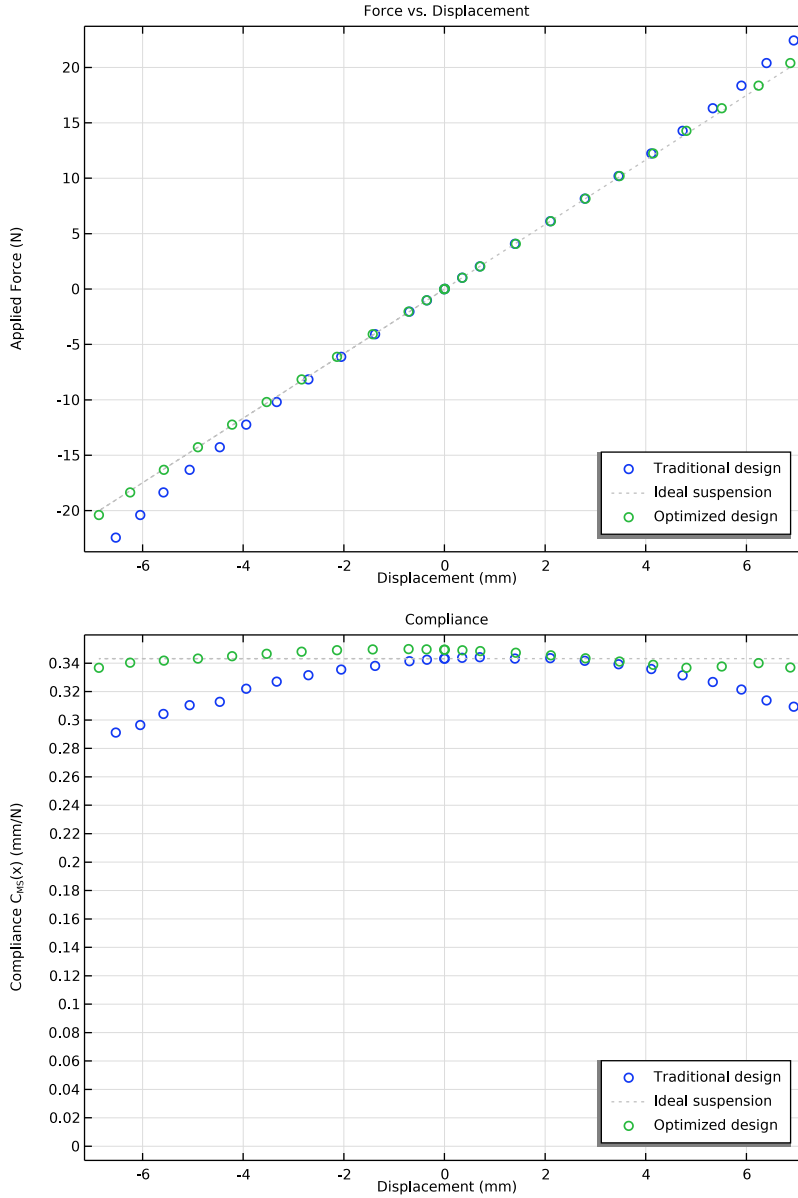 Force vs. Displacement
Applied Force (N)
20
15
10
5
0
-5
-10
-15
-20
-6 -4 -2 0 2 4 6
Displacement (mm)
Traditional design
Ideal suspension
Optimized design
Compliance
Compliance C_MS(x) (mm/N)
0.34
0.32
0.3
0.28
0.26
0.24
0.22
0.2
0.18
0.16
0.14
0.12
0.1
0.08
0.06
0.04
0.02
0
-6 -4 -2 0 2 4 6
Displacement (mm)
Traditional design
Ideal suspension
Optimized design